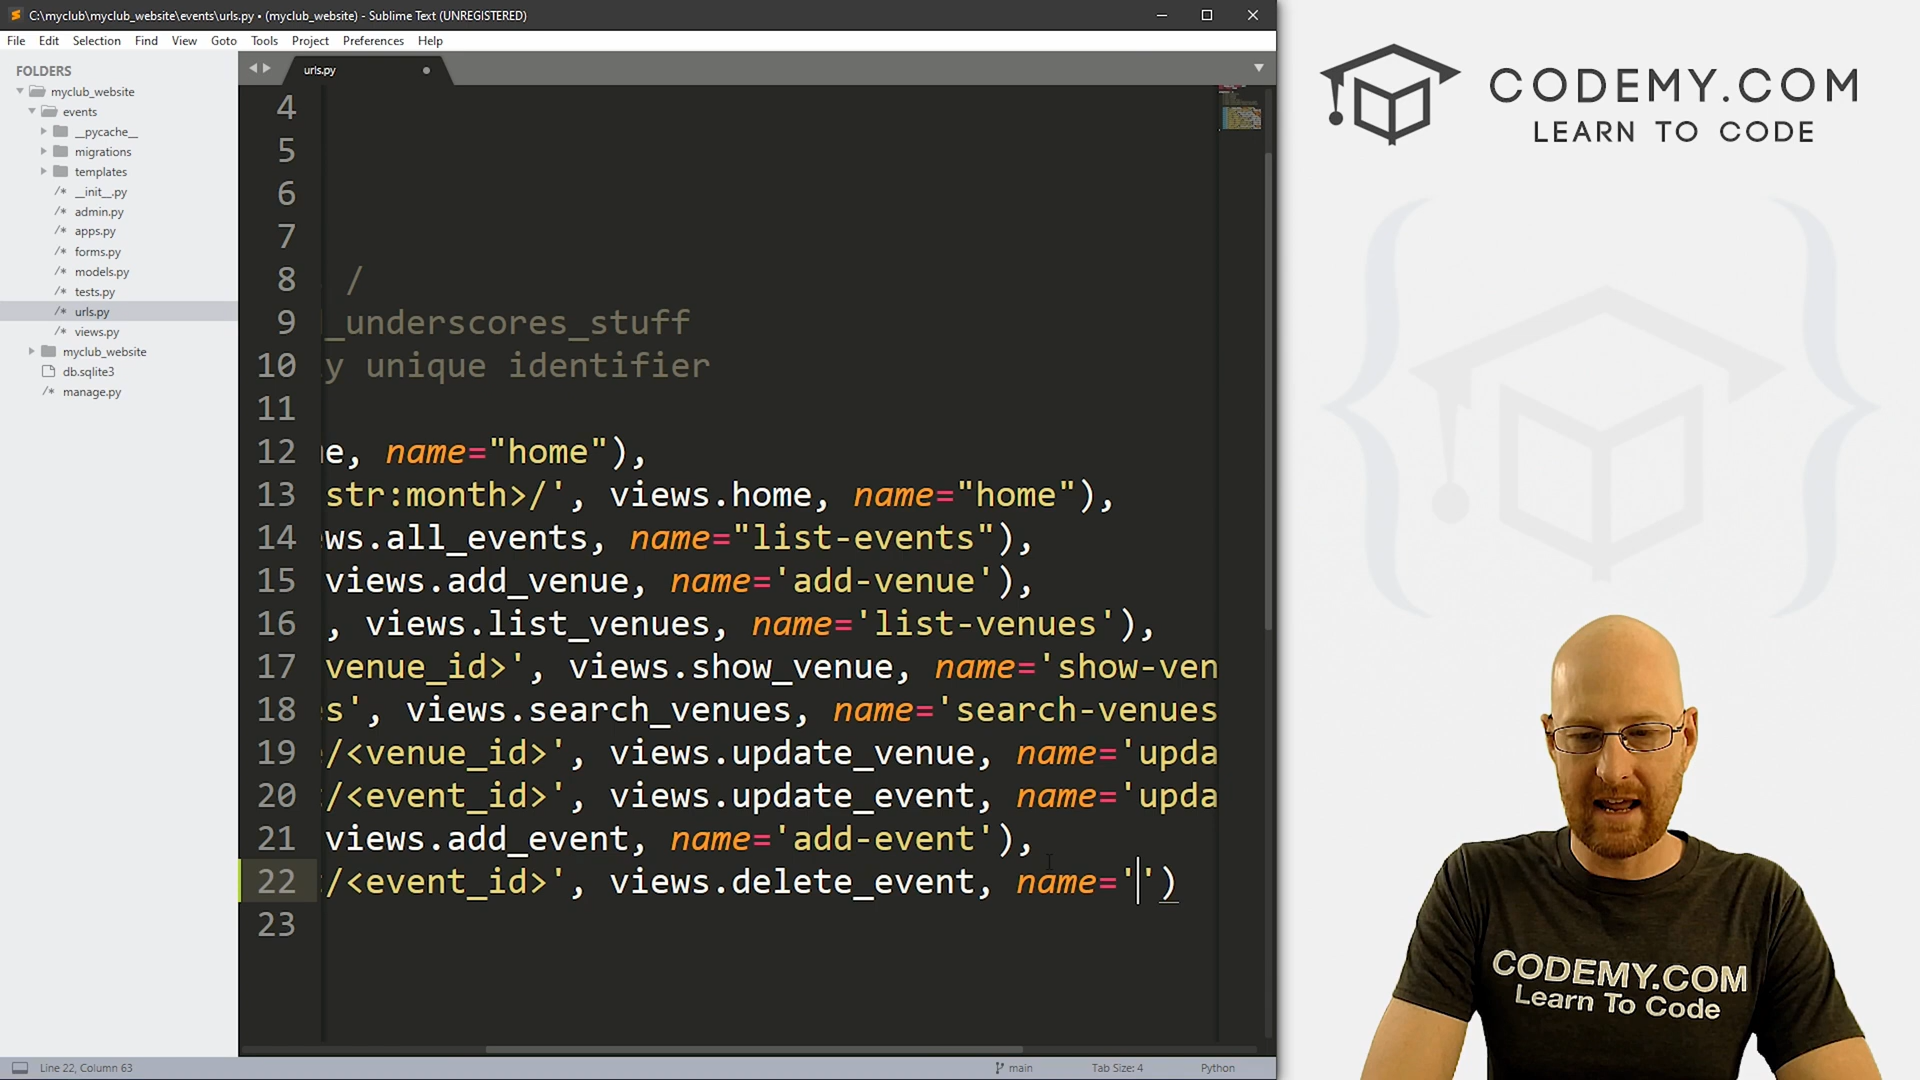 C:\myclub\myclub_website\events\urls.py • (myclub_website) - Sublime Text (UNREGISTERED)
File Edit Selection Find View Goto Tools Project Preferences Help
FOLDERS
myclub_website
events
__pycache__
migrations
templates
__init__.py
admin.py
apps.py
forms.py
models.py
tests.py
urls.py
views.py
myclub_website
db.sqlite3
manage.py
urls.py
4
5
6
7
8 /
9 _underscores_stuff
10 y unique identifier
11
12 e, name="home"),
13 str:month>/', views.home, name="home"),
14 ws.all_events, name="list-events"),
15 views.add_venue, name='add-venue'),
16 , views.list_venues, name='list-venues'),
17 venue_id>', views.show_venue, name='show-ven
18 s', views.search_venues, name='search-venues
19 /<venue_id>', views.update_venue, name='upda
20 /<event_id>', views.update_event, name='upda
21 views.add_event, name='add-event'),
22 /<event_id>', views.delete_event, name='')
23
Line 22, Column 63
main
Tab Size: 4
Python
CODEMY.COM
LEARN TO CODE
CODEMY.COM
Learn To Code